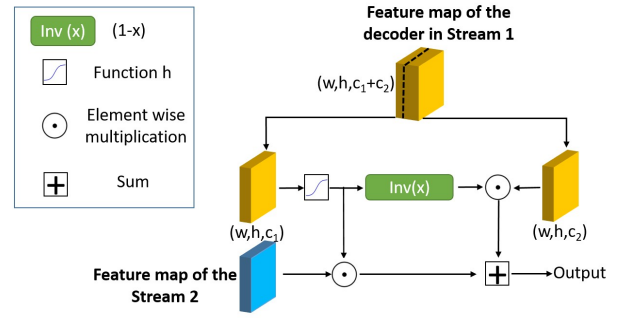 Inv (x)
(1-x)
Function h
Element wise
multiplication
Sum
Feature map of the
decoder in Stream 1
(w,h,c₁+c₂)
Inv(x)
(w,h,c₁)
(w,h,c₂)
Feature map of the
Stream 2
Output